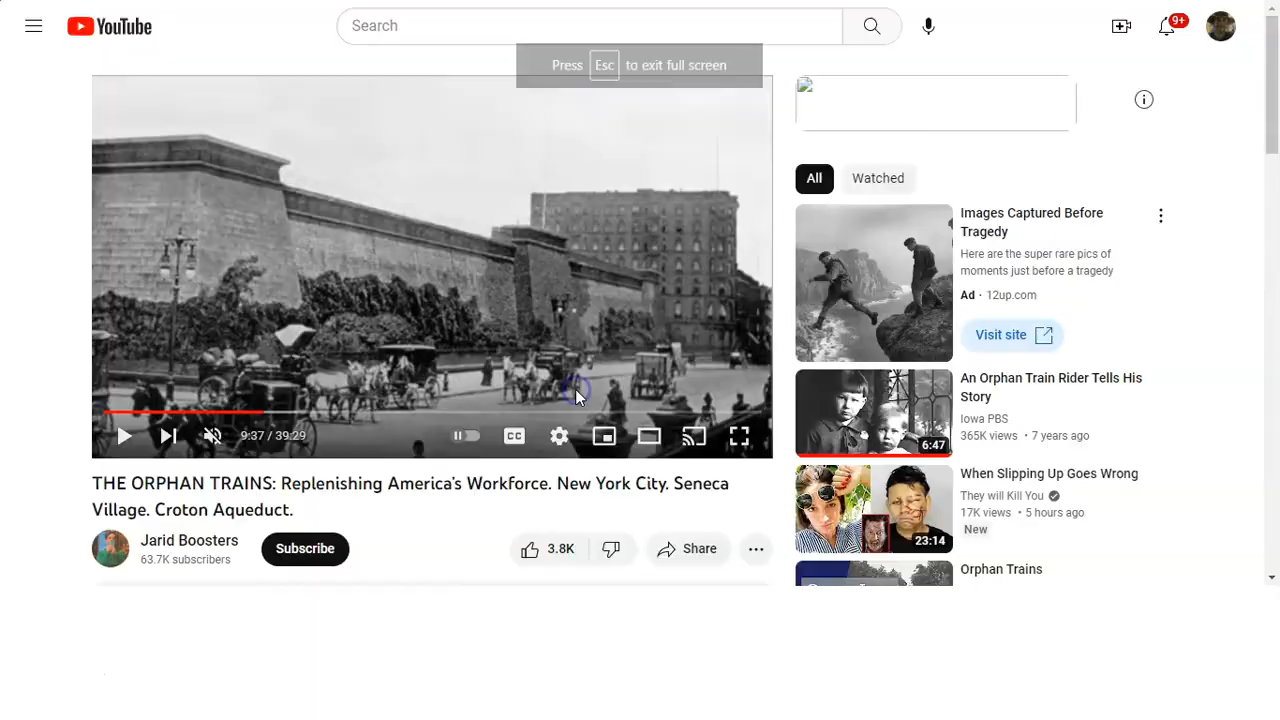 YouTube
Search
9+
Press Esc to exit full screen
9:37 / 39:29
CC
THE ORPHAN TRAINS: Replenishing America's Workforce. New York City. Seneca
Village. Croton Aqueduct.
Jarid Boosters
63.7K subscribers
Subscribe
3.8K
Share
All
Watched
Images Captured Before
Tragedy
Here are the super rare pics of
moments just before a tragedy
Ad · 12up.com
Visit site
6:47
An Orphan Train Rider Tells His
Story
Iowa PBS
365K views • 7 years ago
23:14
When Slipping Up Goes Wrong
They will Kill You
17K views • 5 hours ago
New
Orphan Trains